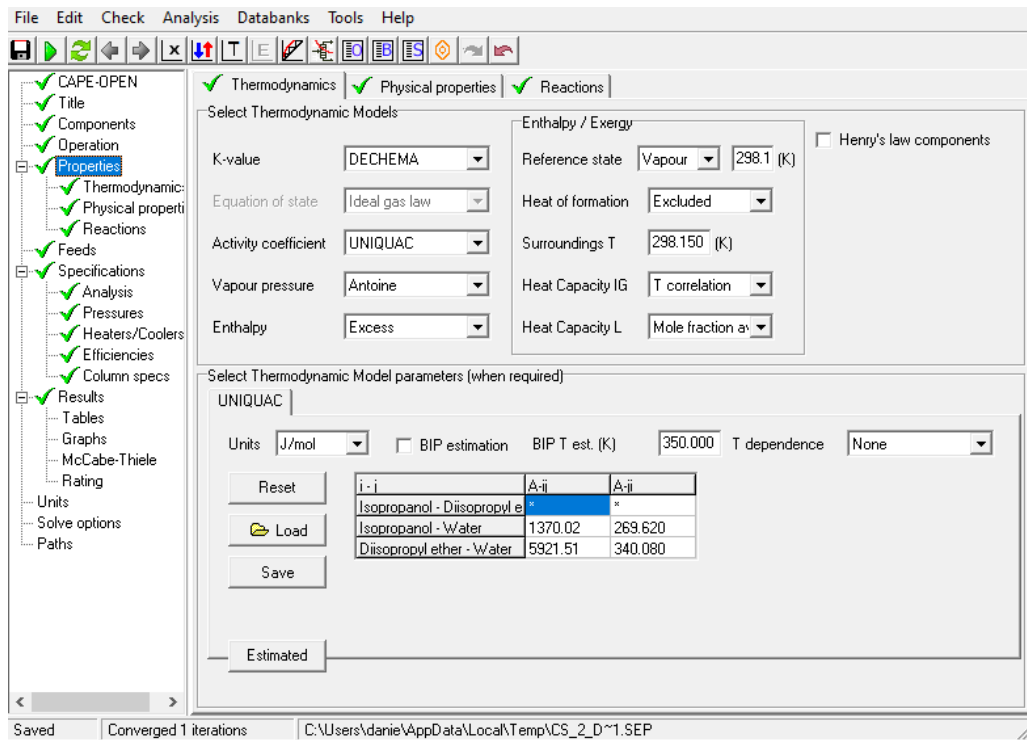 File Edit Check Analysis Databanks Tools Help
CAPE-OPEN
Title
Components
Operation
Properties
Thermodynamic:
Physical properti
Reactions
Feeds
Specifications
Analysis
Pressures
Heaters/Coolers
Efficiencies
Column specs
Results
Tables
Graphs
McCabe-Thiele
Rating
Units
Solve options
Paths
Thermodynamics Physical properties Reactions
Select Thermodynamic Models
K-value DECHEMA
Equation of state Ideal gas law
Activity coefficient UNIQUAC
Vapour pressure Antoine
Enthalpy Excess
Enthalpy / Exergy
Reference state Vapour 298.1 (K)
Heat of formation Excluded
Surroundings T 298.150 (K)
Heat Capacity IG T correlation
Heat Capacity L Mole fraction a
Henry's law components
Select Thermodynamic Model parameters (when required)
UNIQUAC
Units J/mol BIP estimation BIP T est. (K) 350.000 T dependence None
Reset
Load
Save
Estimated
i - j A-ij A-ji
Isopropanol - Diisopropyl e * *
Isopropanol - Water 1370.02 269.620
Diisopropyl ether - Water 5921.51 340.080
Saved Converged 1 iterations C:\Users\danie\AppData\Local\Temp\CS_2_D~1.SEP